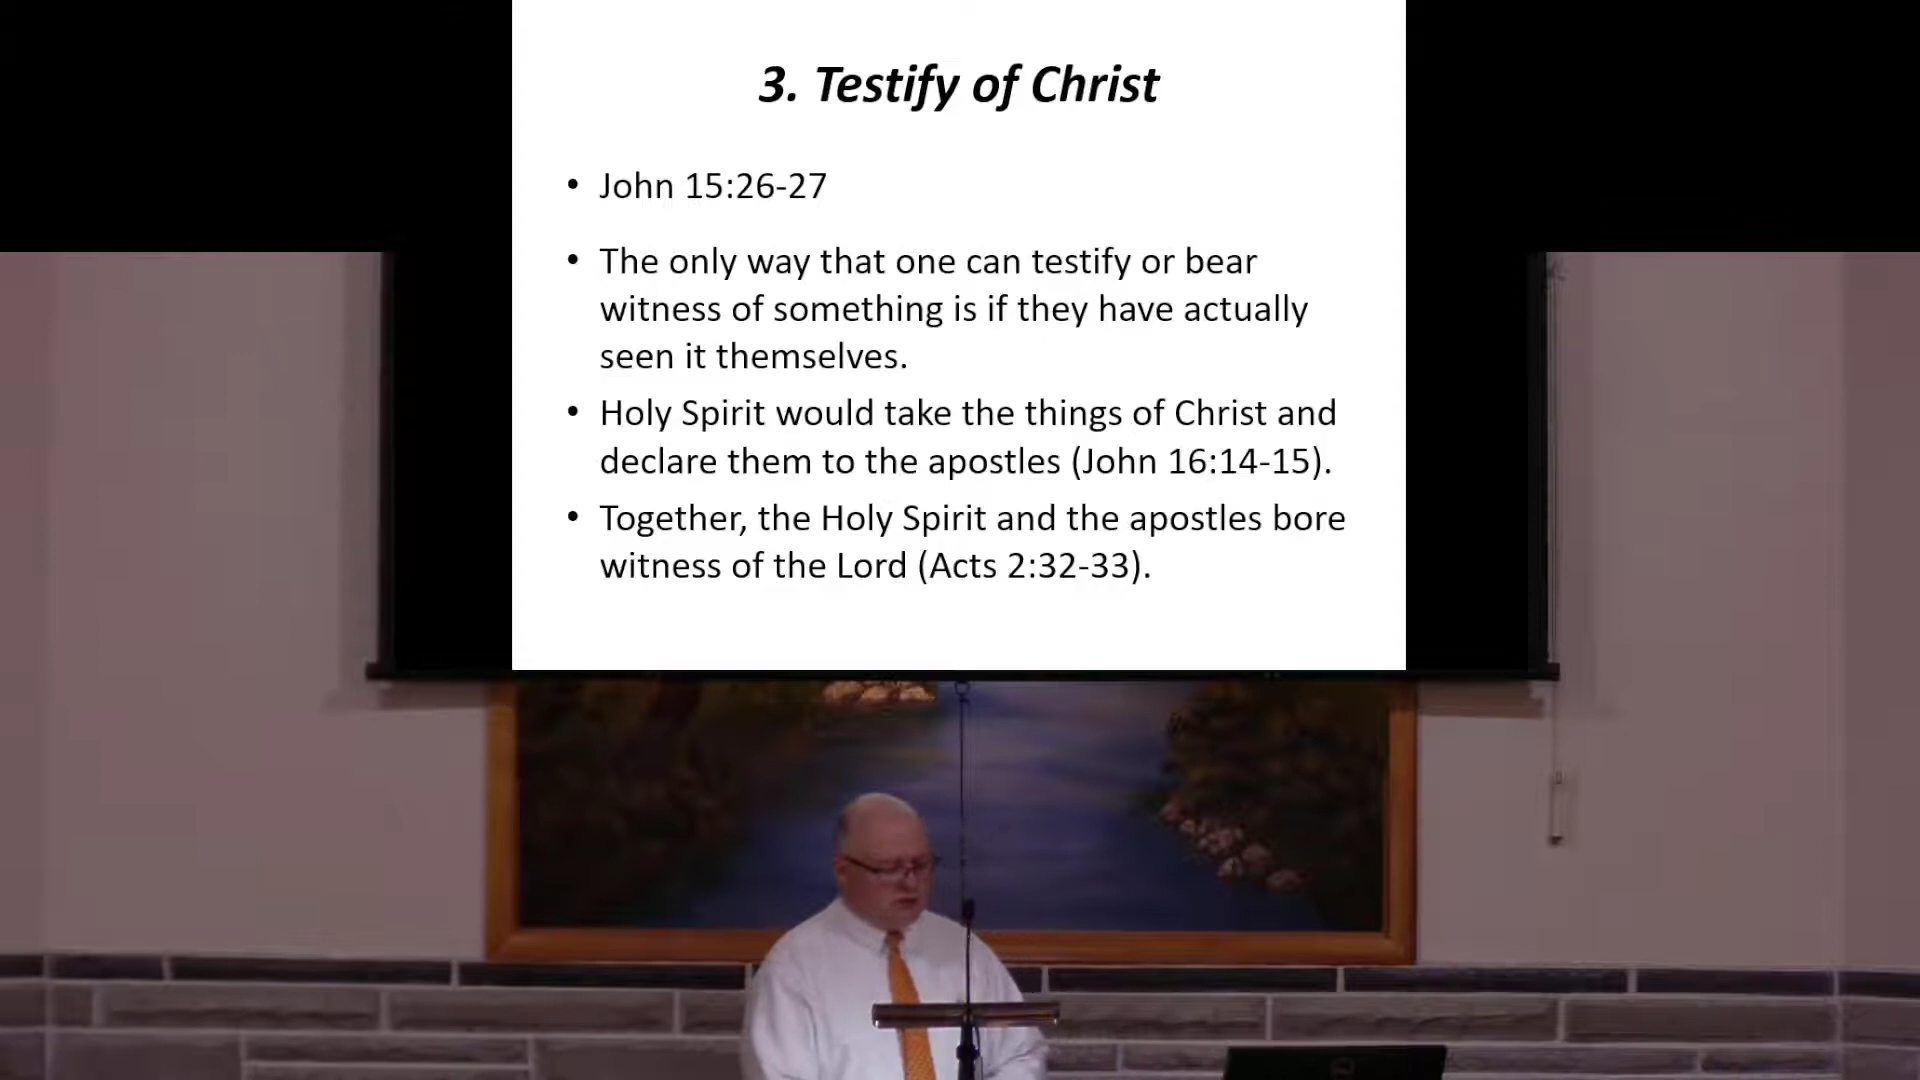 3. Testify of Christ
• John 15:26-27
• The only way that one can testify or bear
witness of something is if they have actually
seen it themselves.
• Holy Spirit would take the things of Christ and
declare them to the apostles (John 16:14-15).
• Together, the Holy Spirit and the apostles bore
witness of the Lord (Acts 2:32-33).